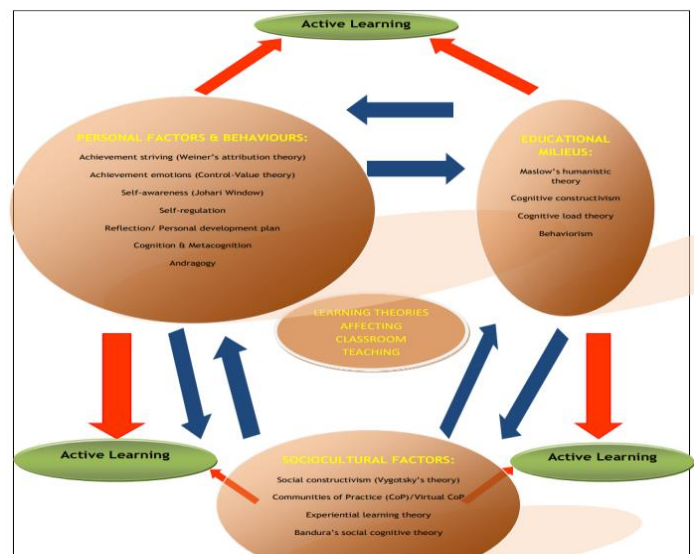 Active Learning
PERSONAL FACTORS & BEHAVIOURS:
Achievement striving (Weiner's attribution theory)
Achievement emotions (Control-Value theory)
Self-awareness (Johari Window)
Self-regulation
Reflection/ Personal development plan
Cognition & Metacognition
Andragogy
EDUCATIONAL
MILIEUS:
Maslow's humanistic
theory
Cognitive constructivism
Cognitive load theory
Behaviorism
LEARNING THEORIES
AFFECTING
CLASSROOM
TEACHING
Active Learning
SOCIOCULTURAL FACTORS:
Social constructivism (Vygotsky's theory)
Communities of Practice (CoP)/Virtual CoP
Experiential learning theory
Bandura's social cognitive theory
Active Learning